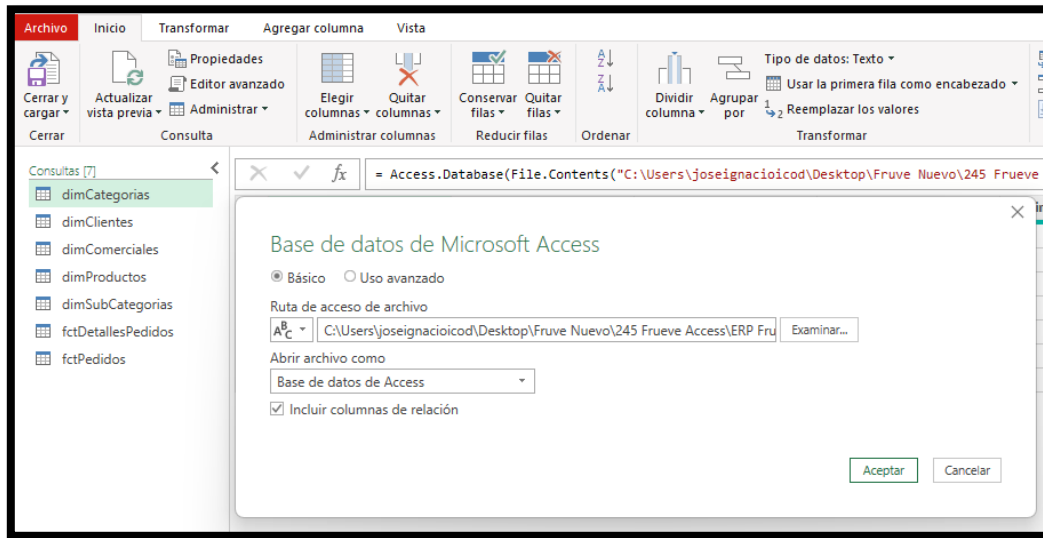 Archivo Inicio Transformar Agregar columna Vista
Propiedades
Editor avanzado
Administrar
Cerrar y cargar
Actualizar vista previa
Elegir columnas
Quitar columnas
Conservar filas
Quitar filas
A Z
Z A
Dividir columna
Agrupar por
Tipo de datos: Texto
Usar la primera fila como encabezado
1 2 Reemplazar los valores
Cerrar Consulta Administrar columnas Reducir filas Ordenar Transformar
Consultas [7]
fx = Access.Database(File.Contents("C:\Users\joseignacioicod\Desktop\Fruve Nuevo\245 Frueve
dimCategorias
dimClientes
dimComerciales
dimProductos
dimSubCategorias
fctDetallesPedidos
fctPedidos
Base de datos de Microsoft Access
Básico Uso avanzado
Ruta de acceso de archivo
ABC C:\Users\joseignacioicod\Desktop\Fruve Nuevo\245 Frueve Access\ERP Fru Examinar...
Abrir archivo como
Base de datos de Access
Incluir columnas de relación
Aceptar Cancelar